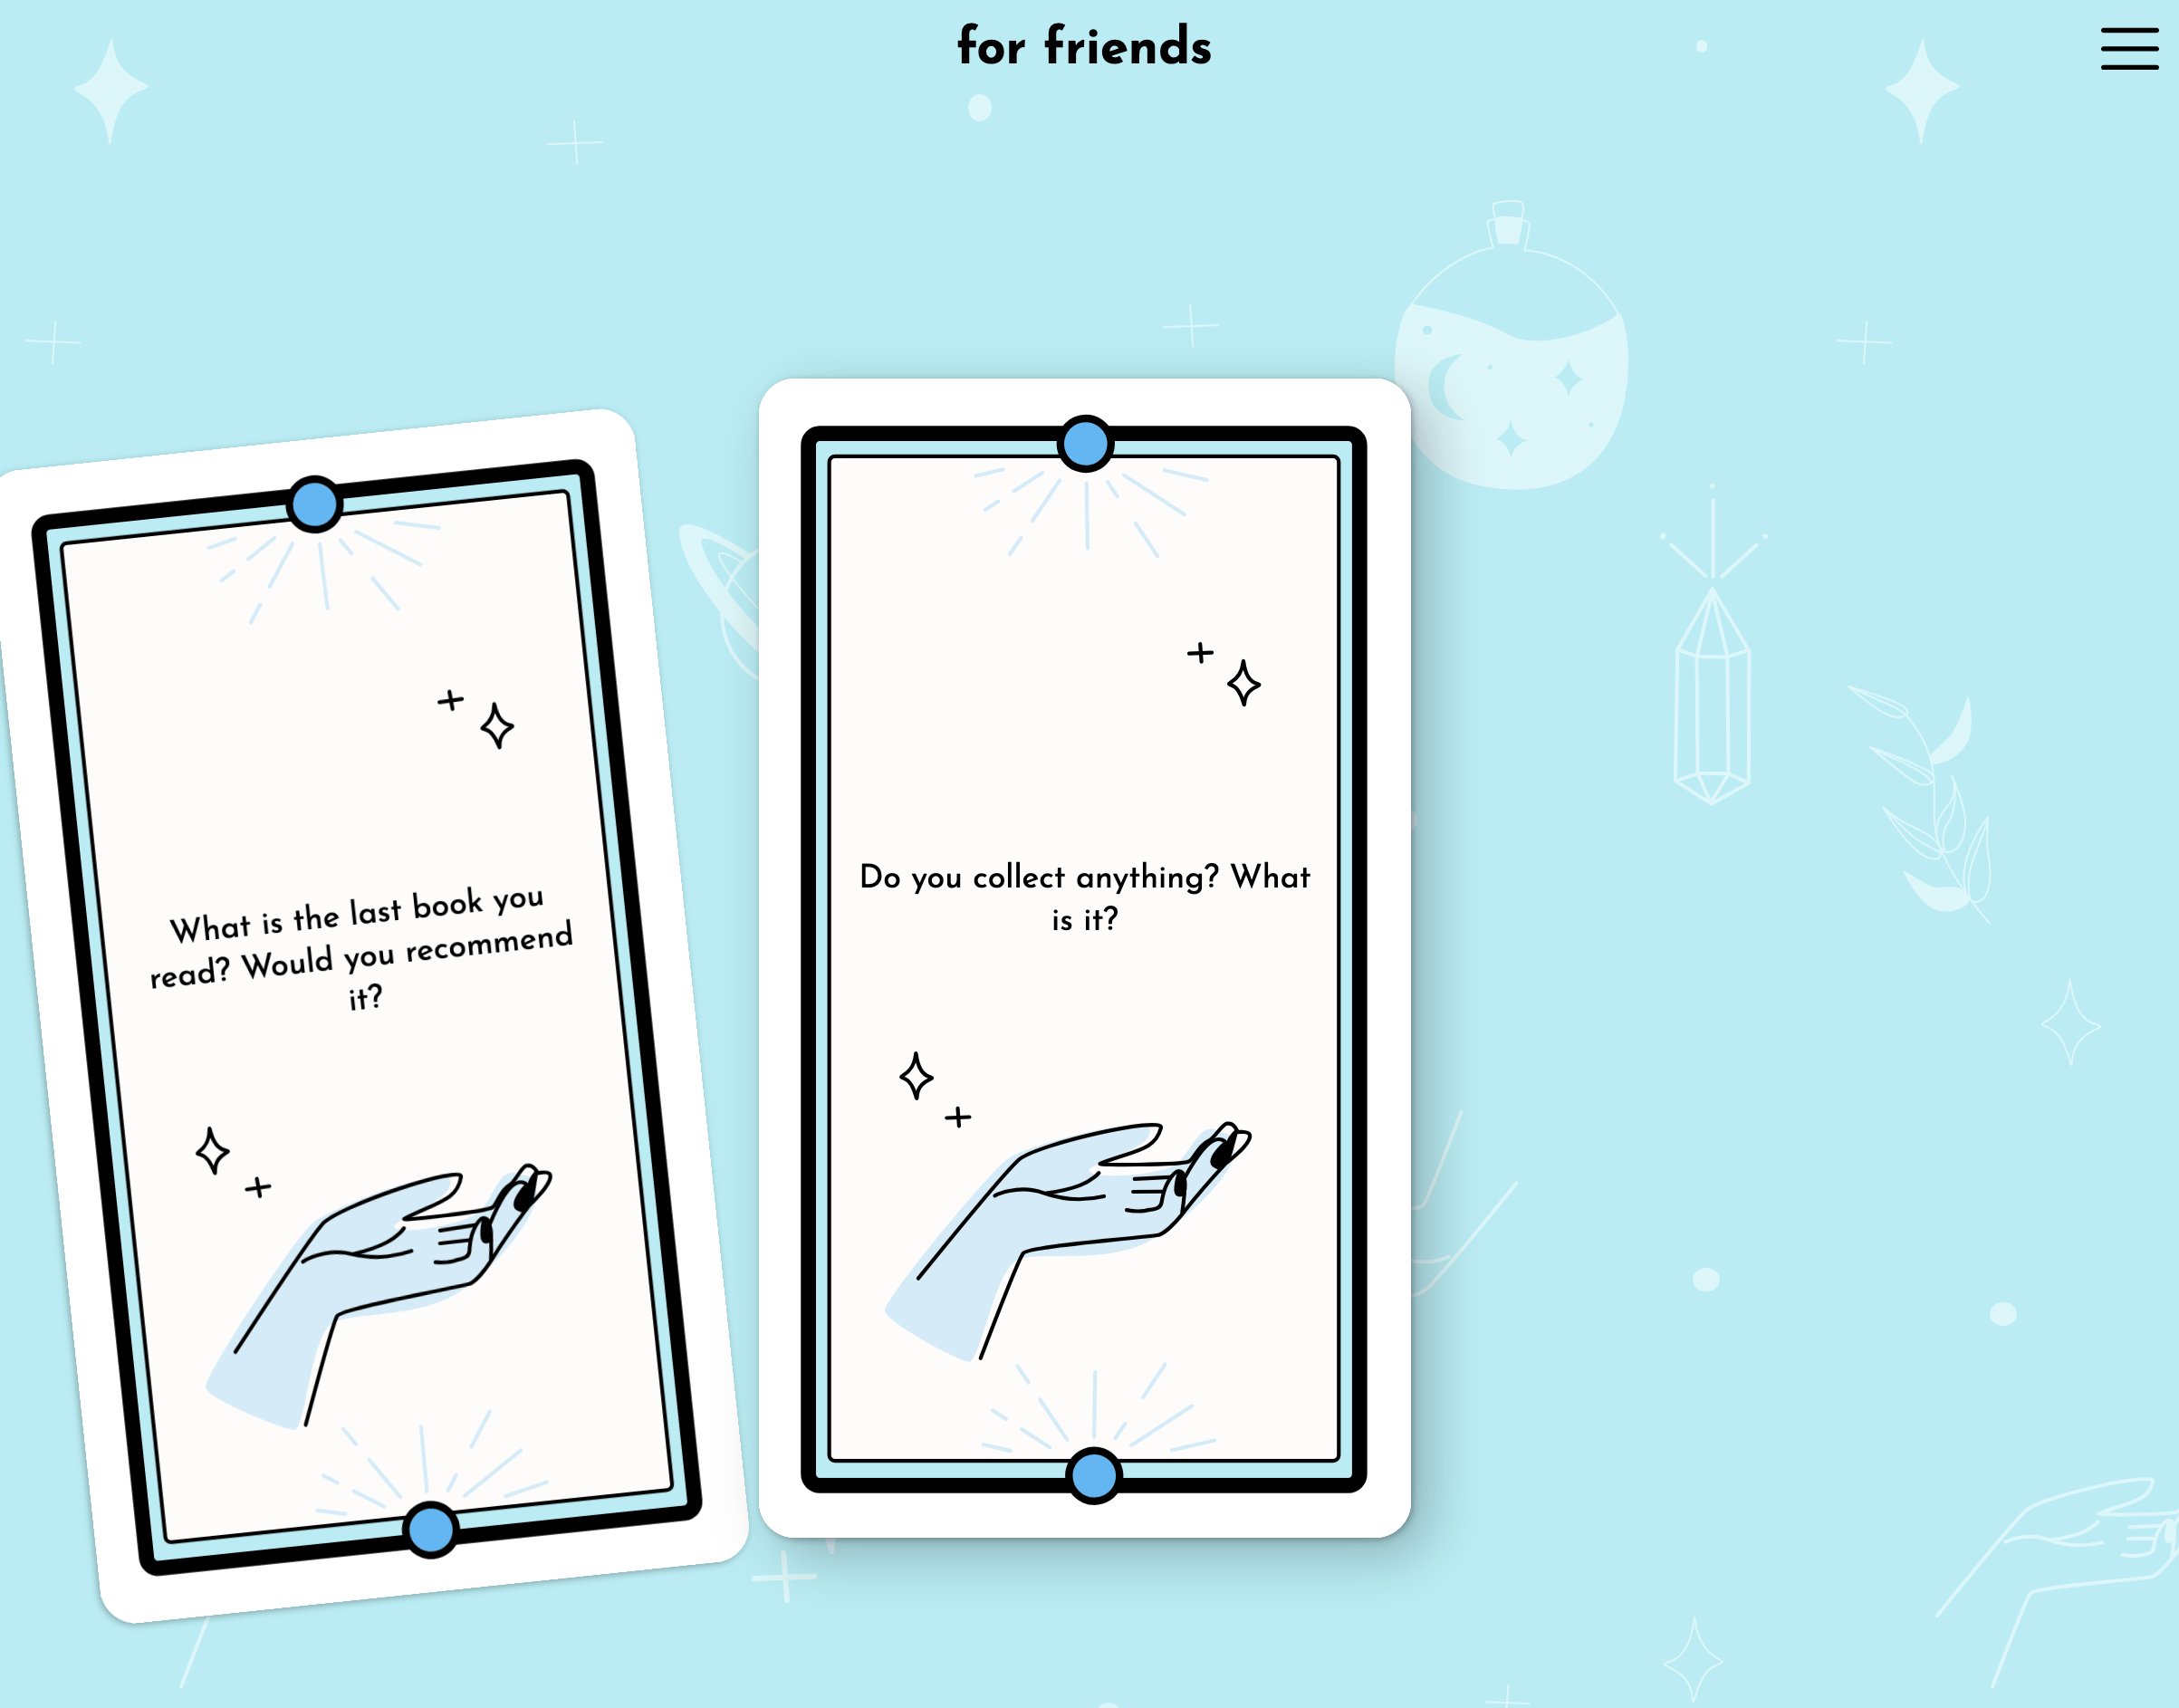 for friends
What is the last book you
read? Would you recommend
it?
Do you collect anything? What
is it?